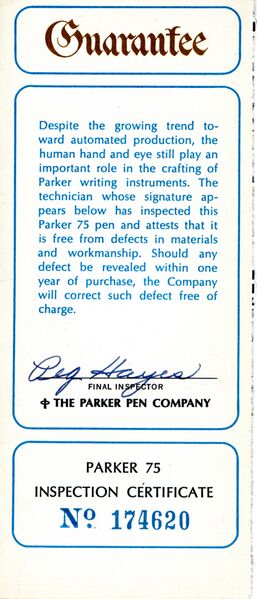 Guarantee
Despite the growing trend to-
ward automated production, the
human hand and eye still play an
important role in the crafting of
Parker writing instruments. The
technician whose signature ap-
pears below has inspected this
Parker 75 pen and attests that it
is free from defects in materials
and workmanship. Should any
defect be revealed within one
year of purchase, the Company
will correct such defect free of
charge.
Peg Hayes
FINAL INSPECTOR
THE PARKER PEN COMPANY
PARKER 75
INSPECTION CERTIFICATE
Nº 174620